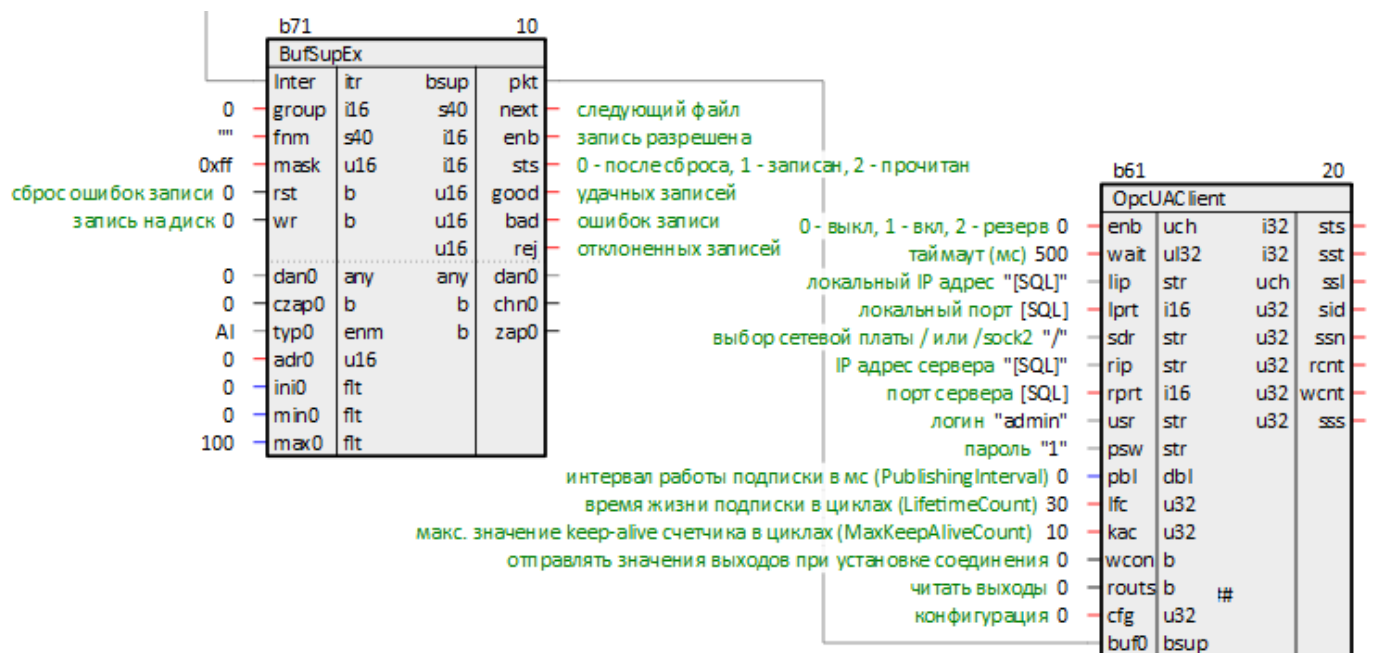 b71 10
BufSupEx
Inter itr bsup pkt
0 group i16 s40 next следующий файл
"" fnm s40 i16 enb запись разрешена
0xff mask u16 i16 sts 0 - после сброса, 1 - записан, 2 - прочитан
сброс ошибок записи 0 rst b u16 good удачных записей
запись на диск 0 wr b u16 bad ошибок записи
u16 rej отклоненных записей
0 dan0 any any dan0
0 czap0 b b chn0
AI typ0 enm b zap0
0 adr0 u16
0 ini0 flt
0 min0 flt
100 max0 flt
b61 20
OpcUAClient
0 - выкл, 1 - вкл, 2 - резерв 0 enb uch i32 sts
таймаут (мс) 500 wait ul32 i32 sst
локальный IP адрес "[SQL]" lip str uch ssl
локальный порт [SQL] lprt i16 u32 sid
выбор сетевой платы / или /sock2 "/" sdr str u32 ssn
IP адрес сервера "[SQL]" rip str u32 rcnt
порт сервера [SQL] rprt i16 u32 wcnt
логин "admin" usr str u32 sss
пароль "1" psw str
интервал работы подписки в мс (PublishingInterval) 0 pbl dbl
время жизни подписки в циклах (LifetimeCount) 30 lfc u32
макс. значение keep-alive счетчика в циклах (MaxKeepAliveCount) 10 kac u32
отправлять значения выходов при установке соединения 0 wcon b
читать выходы 0 routs b !#
конфигурация 0 cfg u32
buf0 bsup